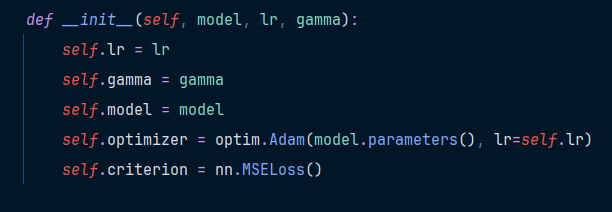 def __init__(self, model, lr, gamma):
self.lr = lr
self.gamma = gamma
self.model = model
self.optimizer = optim.Adam(model.parameters(), lr=self.lr)
self.criterion = nn.MSELoss()